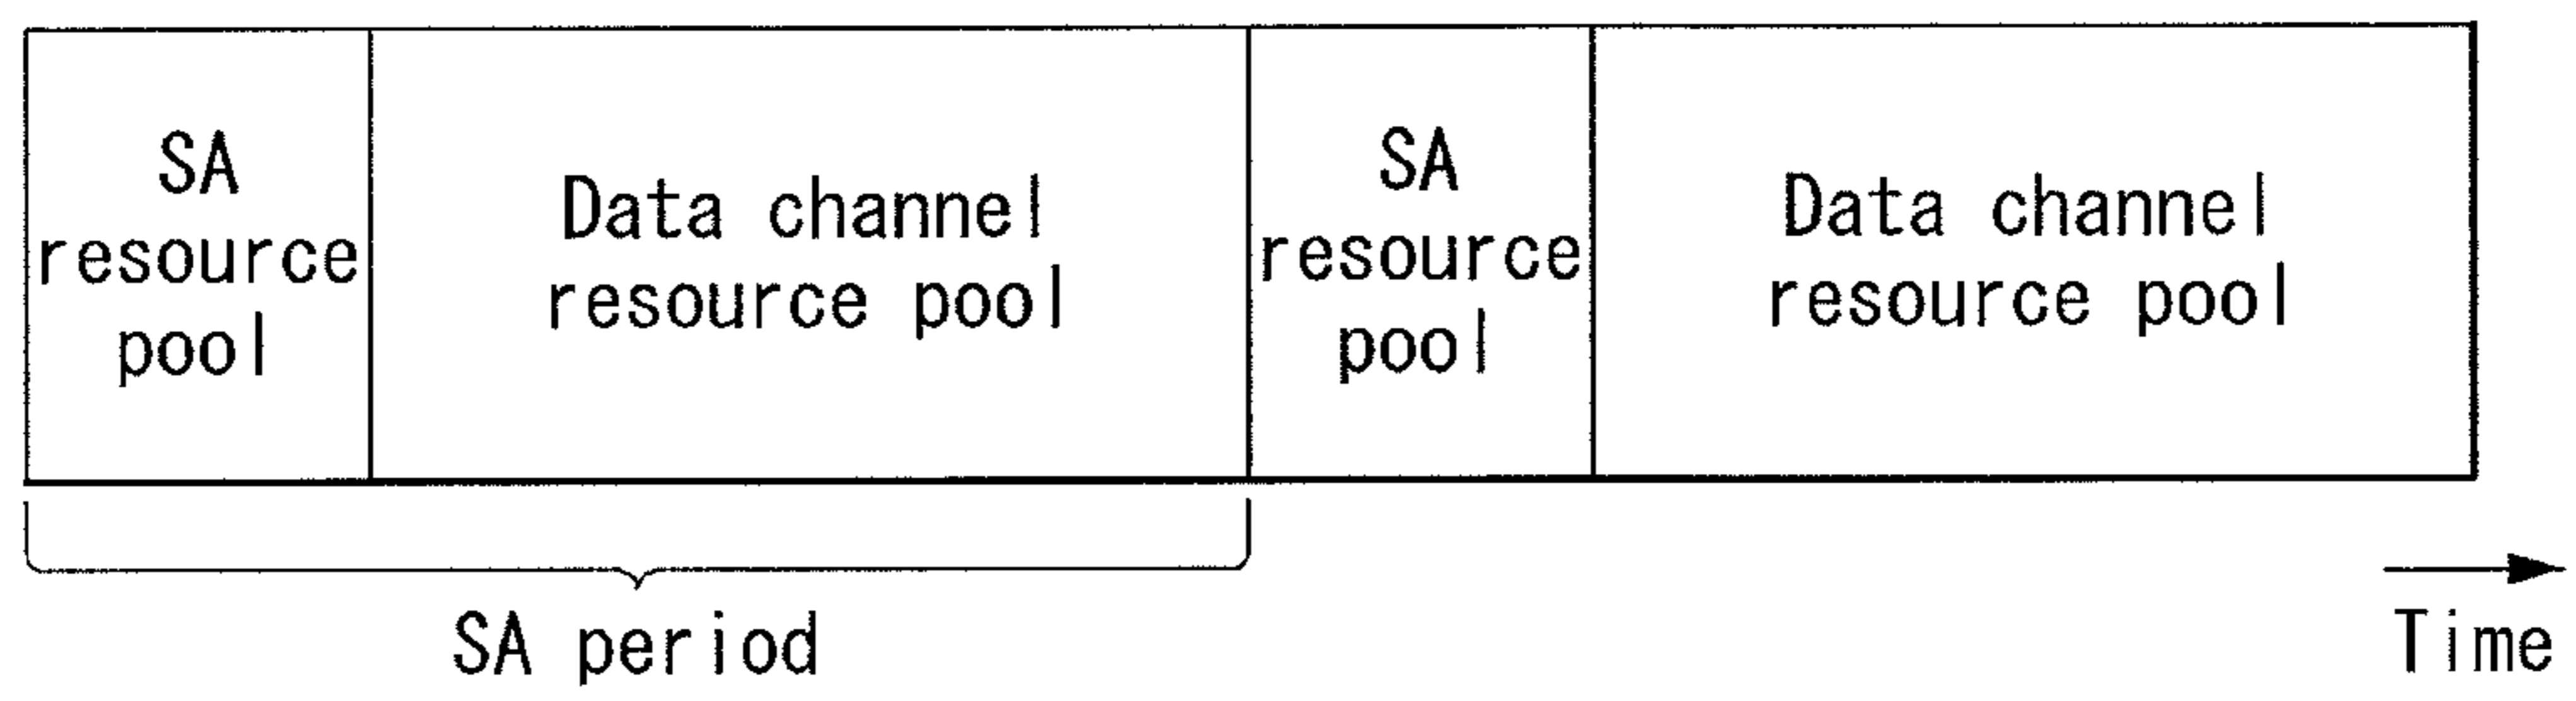 SA
resource
pool
Data channel
resource pool
SA
resource
pool
Data channel
resource pool
SA period
Time